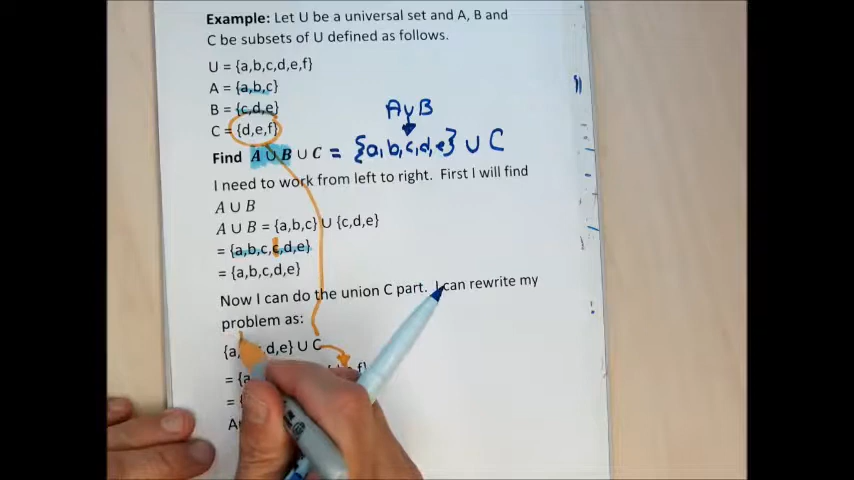 Example: Let U be a universal set and A, B and
C be subsets of U defined as follows.
U = {a,b,c,d,e,f}
A = {a,b,c}
B = {c,d,e}
C = {d,e,f}
A ∪ B
Find A ∪ B ∪ C = {a,b,c,d,e} ∪ C
I need to work from left to right. First I will find
A ∪ B
A ∪ B = {a,b,c} ∪ {c,d,e}
= {a,b,c,c,d,e}
= {a,b,c,d,e}
Now I can do the union C part. I can rewrite my
problem as:
{a, d,e} ∪ C
= {a f}
= {